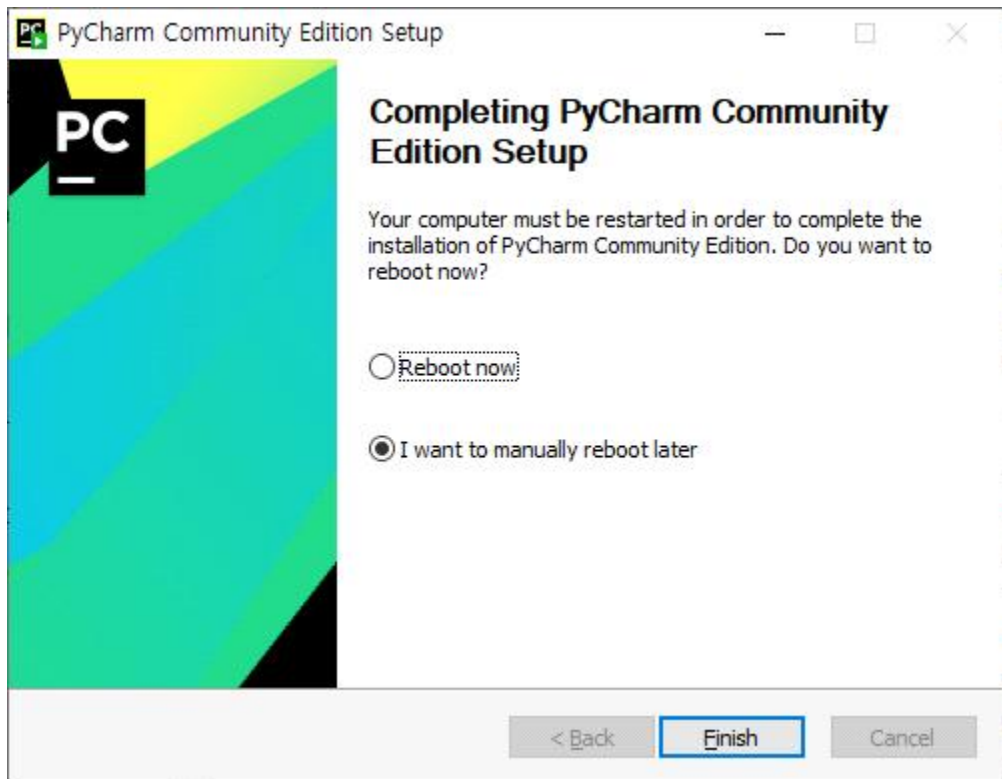 PyCharm Community Edition Setup
PC
Completing PyCharm Community
Edition Setup
Your computer must be restarted in order to complete the
installation of PyCharm Community Edition. Do you want to
reboot now?
Reboot now
I want to manually reboot later
< Back
Finish
Cancel